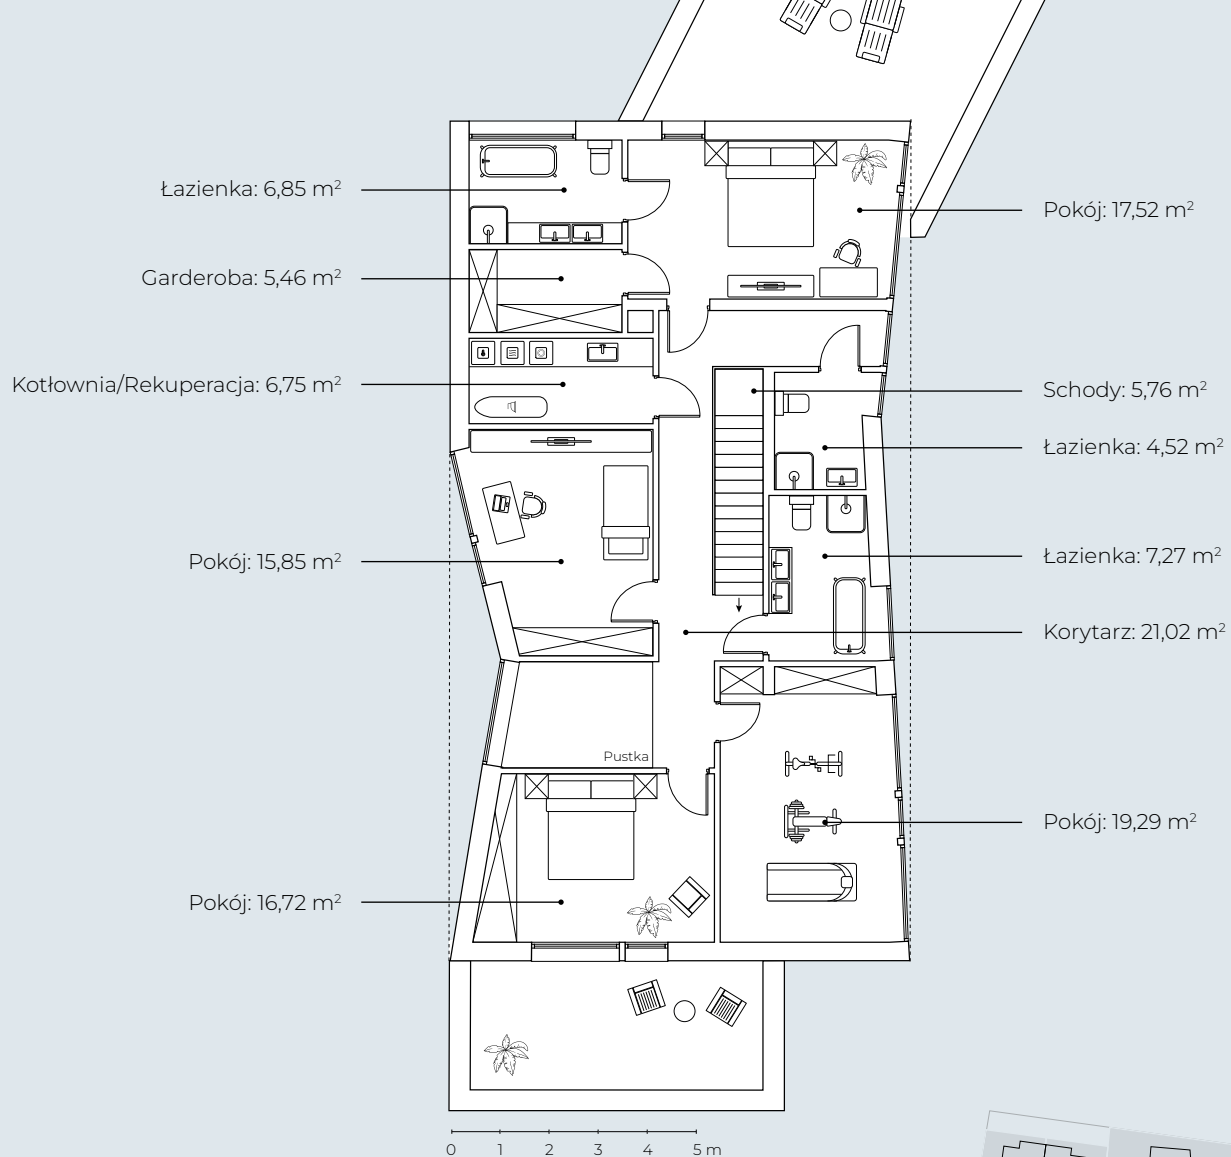 Łazienka: 6,85 m²
Garderoba: 5,46 m²
Kotłownia/Rekuperacja: 6,75 m²
Pokój: 15,85 m²
Pokój: 16,72 m²
Pustka
Pokój: 17,52 m²
Schody: 5,76 m²
Łazienka: 4,52 m²
Łazienka: 7,27 m²
Korytarz: 21,02 m²
Pokój: 19,29 m²
0 1 2 3 4 5 m